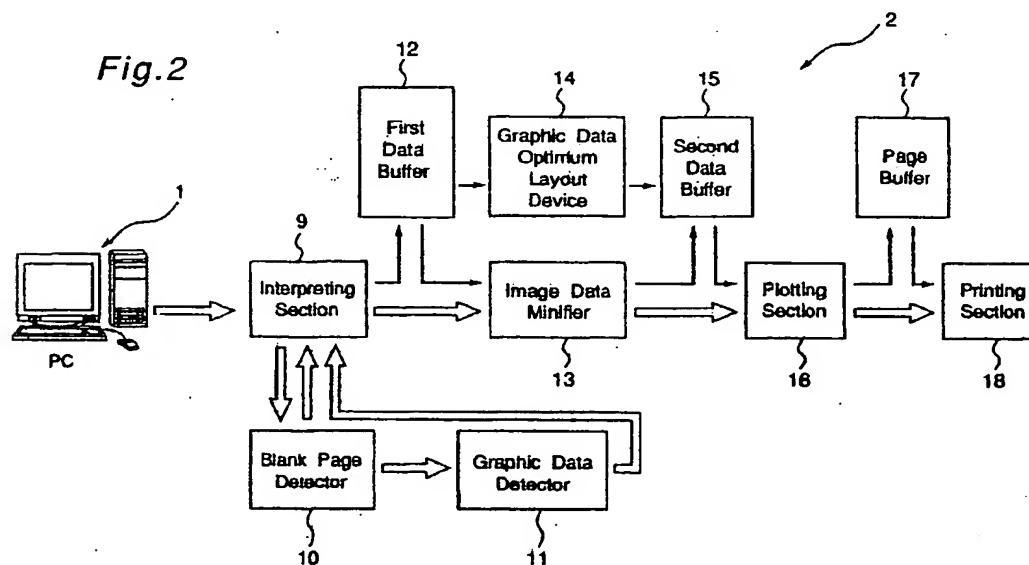 Fig.2
2
12
14
15
17
First
Data
Buffer
Graphic Data
Optimum
Layout
Device
Second
Data
Buffer
Page
Buffer
1
9
Interpreting
Section
Image Data
Minifier
Plotting
Section
Printing
Section
PC
13
16
18
Blank Page
Detector
Graphic Data
Detector
10
11